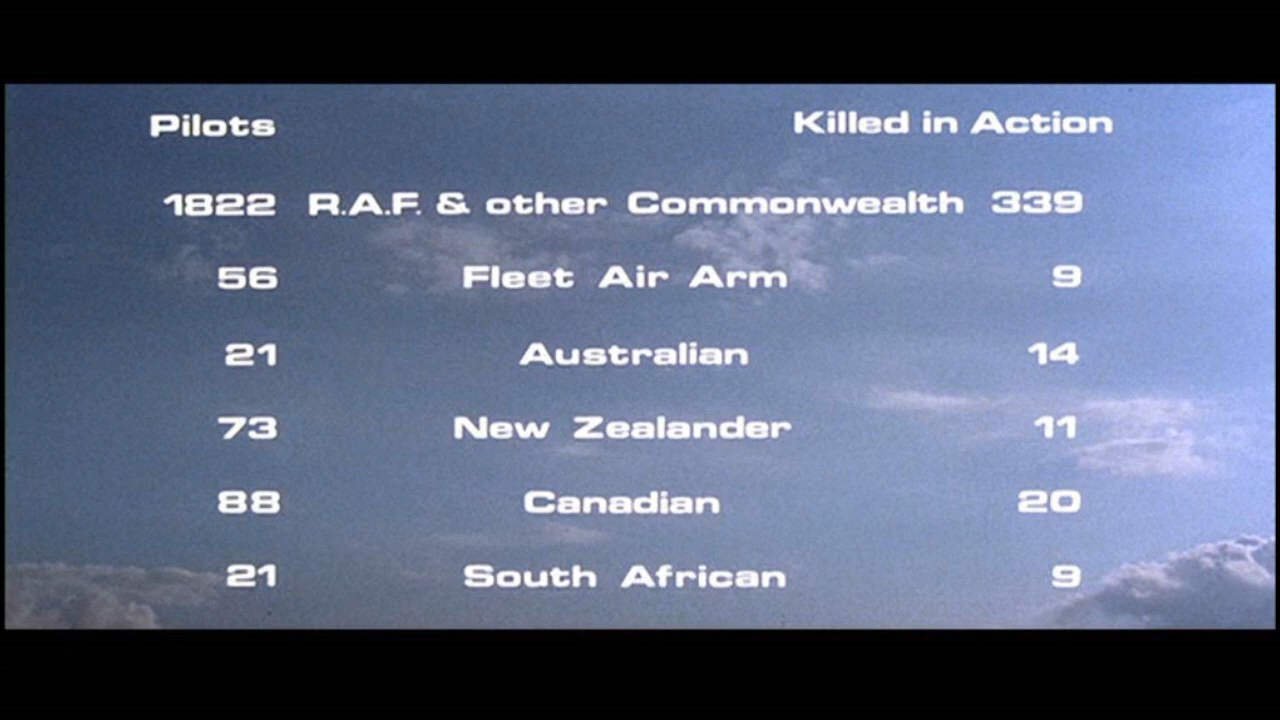 Pilots Killed in Action
1822 R.A.F. & other Commonwealth 339
56 Fleet Air Arm 9
21 Australian 14
73 New Zealander 11
88 Canadian 20
21 South African 9